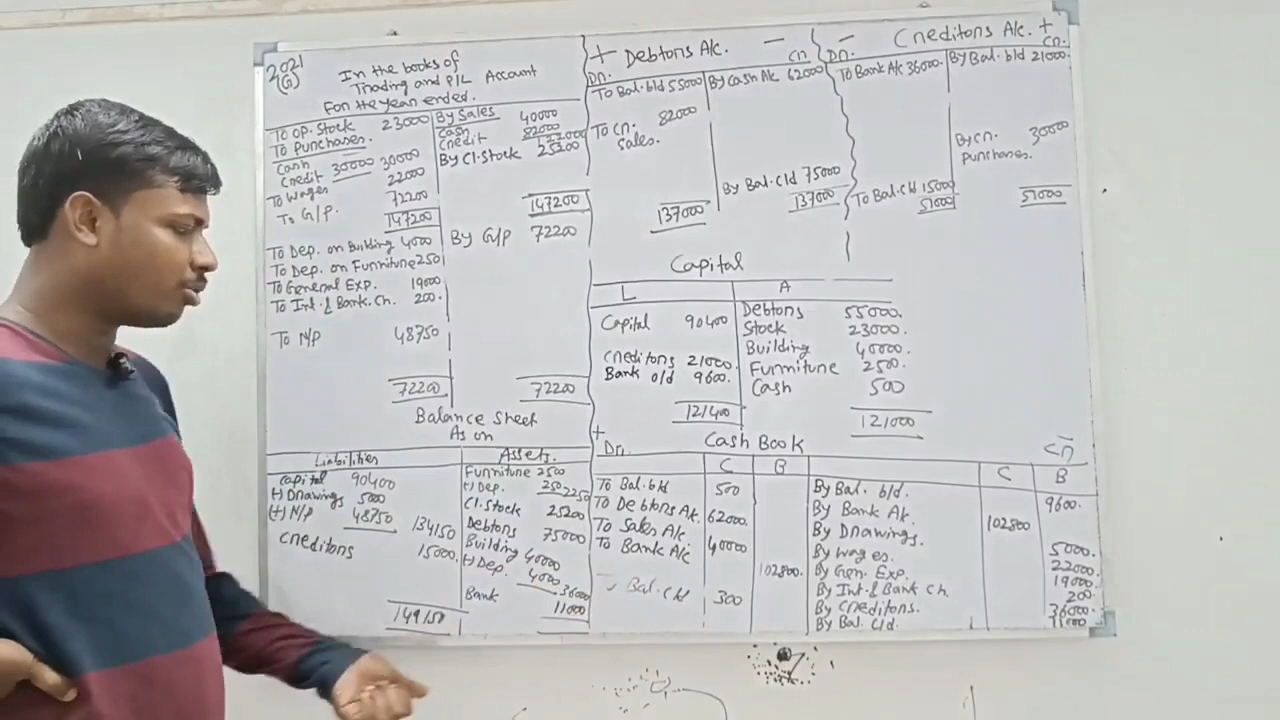 2021
(G)
In the books of
Trading and P/L Account
For the year ended.
To op. Stock 23000
To Purchases.
Cash 30000
Credit 30000
To Wages 22000
To G/P. 72200
147200
By Sales
Cash 40000
Credit 82000 122000
By Cl. Stock 25200
147200
To Dep. on Building 4000
To Dep. on Furniture 250
To General Exp. 19000
To Int. & Bank Ch. 200.
To N/P 48750
72200
By G/P 72200
72200
Balance Sheet
As on
Liabilities Assets.
Capital 90400
(-) Drawings 5000
(+) N/P 48750 134150
Creditors 15000.
149150
Furniture 2500
(-) Dep. 250 2250
Cl. Stock 25200
Debtors 75000
Building 40000
(-) Dep. 4000 36000
Bank 11000
+ Debtors A/c. -
Dr. Cr
To Bal. b/d 55000
To Cr. Sales. 82000
137000
By Cash A/c 62000
By Bal. C/d 75000
137000
- Creditors A/c. +
Dr. Cr.
To Bank A/c 36000.
To Bal. C/d 15000
51000
By Bal. b/d 21000.
By Cr. Purchases. 30000
51000
Capital
L A
Capital 90400
Creditors 21000.
Bank o/d 9600.
121400
Debtors 55000.
Stock 23000.
Building 40000.
Furniture 2500.
Cash 500
121000
+ Cash Book -
Dr. Cr
C B C B
To Bal. b/d 500
To Debtors A/c. 62000.
To Sales A/c. 40000
To Bank A/c 102800.
Bal. C/d 300
By Bal. b/d. 9600.
By Bank A/c. 102800
By Drawings. 5000.
By Wages. 22000.
By Gen. Exp. 19000
By Int. & Bank Ch. 200
By Creditors. 36000.
By Bal. C/d.